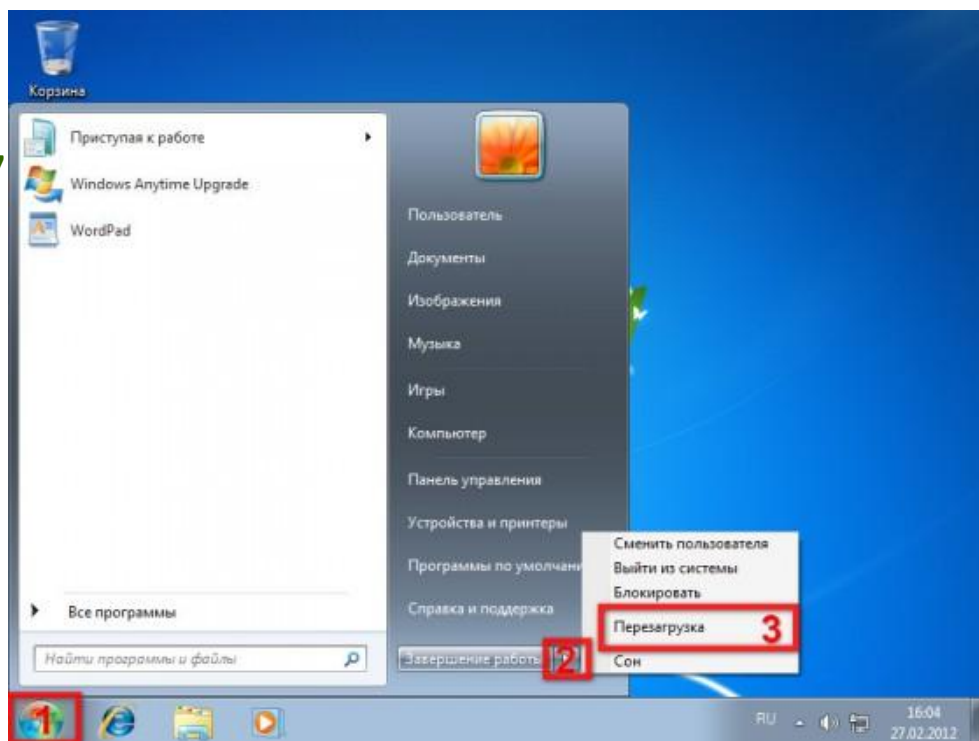 Корзина
Приступая к работе
Windows Anytime Upgrade
WordPad
Все программы
Найти программы и файлы
Пользователь
Документы
Изображения
Музыка
Игры
Компьютер
Панель управления
Устройства и принтеры
Программы по умолчани
Справка и поддержка
Завершение работы 2
Сменить пользователя
Выйти из системы
Блокировать
Перезагрузка 3
Сон
1
RU
16:04
27.02.2012